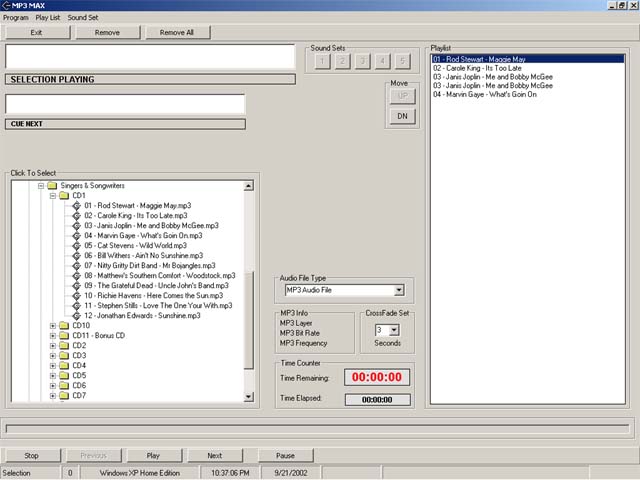 MP3 MAX
Program Play List Sound Set
Exit Remove Remove All
SELECTION PLAYING
CUE NEXT
Sound Sets
1 2 3 4 5
Move
UP
DN
Playlist
01 - Rod Stewart - Maggie May
02 - Carole King - Its Too Late
03 - Janis Joplin - Me and Bobby McGee
03 - Janis Joplin - Me and Bobby McGee
04 - Marvin Gaye - What's Goin On
Click To Select
Singers & Songwriters
CD1
01 - Rod Stewart - Maggie May.mp3
02 - Carole King - Its Too Late.mp3
03 - Janis Joplin - Me and Bobby McGee.mp3
04 - Marvin Gaye - What's Goin On.mp3
05 - Cat Stevens - Wild World.mp3
06 - Bill Withers - Ain't No Sunshine.mp3
07 - Nitty Gritty Dirt Band - Mr Bojangles.mp3
08 - Matthew's Southern Comfort - Woodstock.mp3
09 - The Grateful Dead - Uncle John's Band.mp3
10 - Richie Havens - Here Comes the Sun.mp3
11 - Stephen Stills - Love The One Your With.mp3
12 - Jonathan Edwards - Sunshine.mp3
CD10
CD11 - Bonus CD
CD2
CD3
CD4
CD5
CD6
CD7
Audio File Type
MP3 Audio File
MP3 Info
MP3 Layer
MP3 Bit Rate
MP3 Frequency
CrossFade Set
3
Seconds
Time Counter
Time Remaining: 00:00:00
Time Elapsed: 00:00:00
Stop Previous Play Next Pause
Selection 0 Windows XP Home Edition 10:37:06 PM 9/21/2002